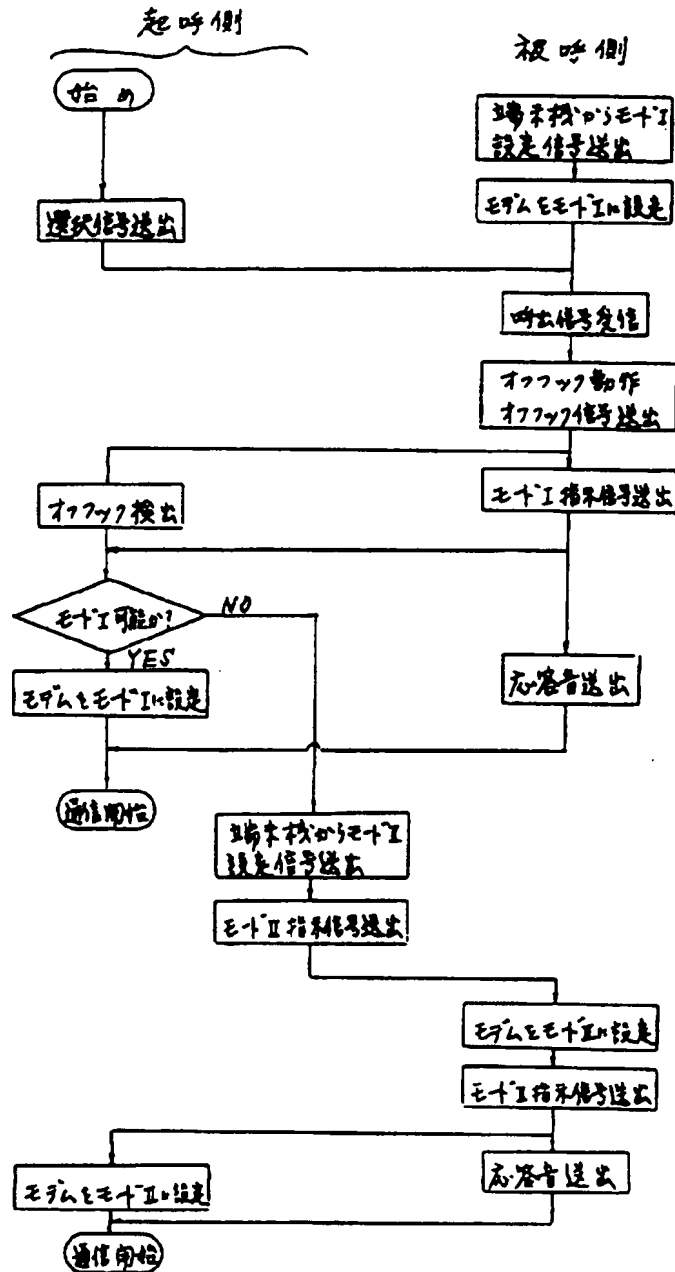 起呼側
被呼側
始め
端末機からモードI
設定信号送出
モデムをモードIに設定
選択信号送出
呼出信号受信
オフフック動作
オフフック信号送出
モードI指示信号送出
オフフック検出
モードI可能か?
NO
YES
モデムをモードIに設定
応答音送出
通信開始
端末機からモードII
設定信号送出
モードII指示信号送出
モデムをモードIIに設定
モードII指示信号送出
応答音送出
モデムをモードIIに設定
通信開始